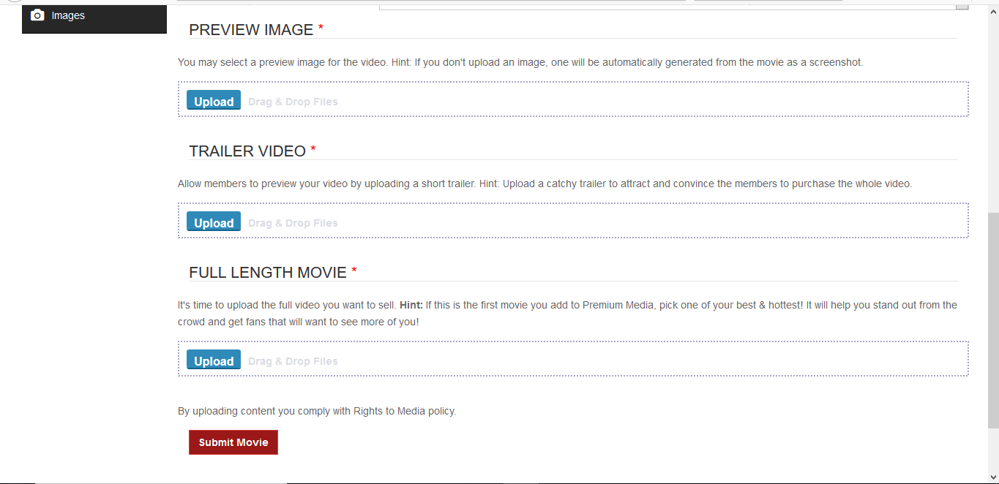 Images
PREVIEW IMAGE *
You may select a preview image for the video. Hint: If you don't upload an image, one will be automatically generated from the movie as a screenshot.
Upload Drag & Drop Files
TRAILER VIDEO *
Allow members to preview your video by uploading a short trailer. Hint: Upload a catchy trailer to attract and convince the members to purchase the whole video.
Upload Drag & Drop Files
FULL LENGTH MOVIE *
It's time to upload the full video you want to sell. Hint: If this is the first movie you add to Premium Media, pick one of your best & hottest! It will help you stand out from the
crowd and get fans that will want to see more of you!
Upload Drag & Drop Files
By uploading content you comply with Rights to Media policy.
Submit Movie